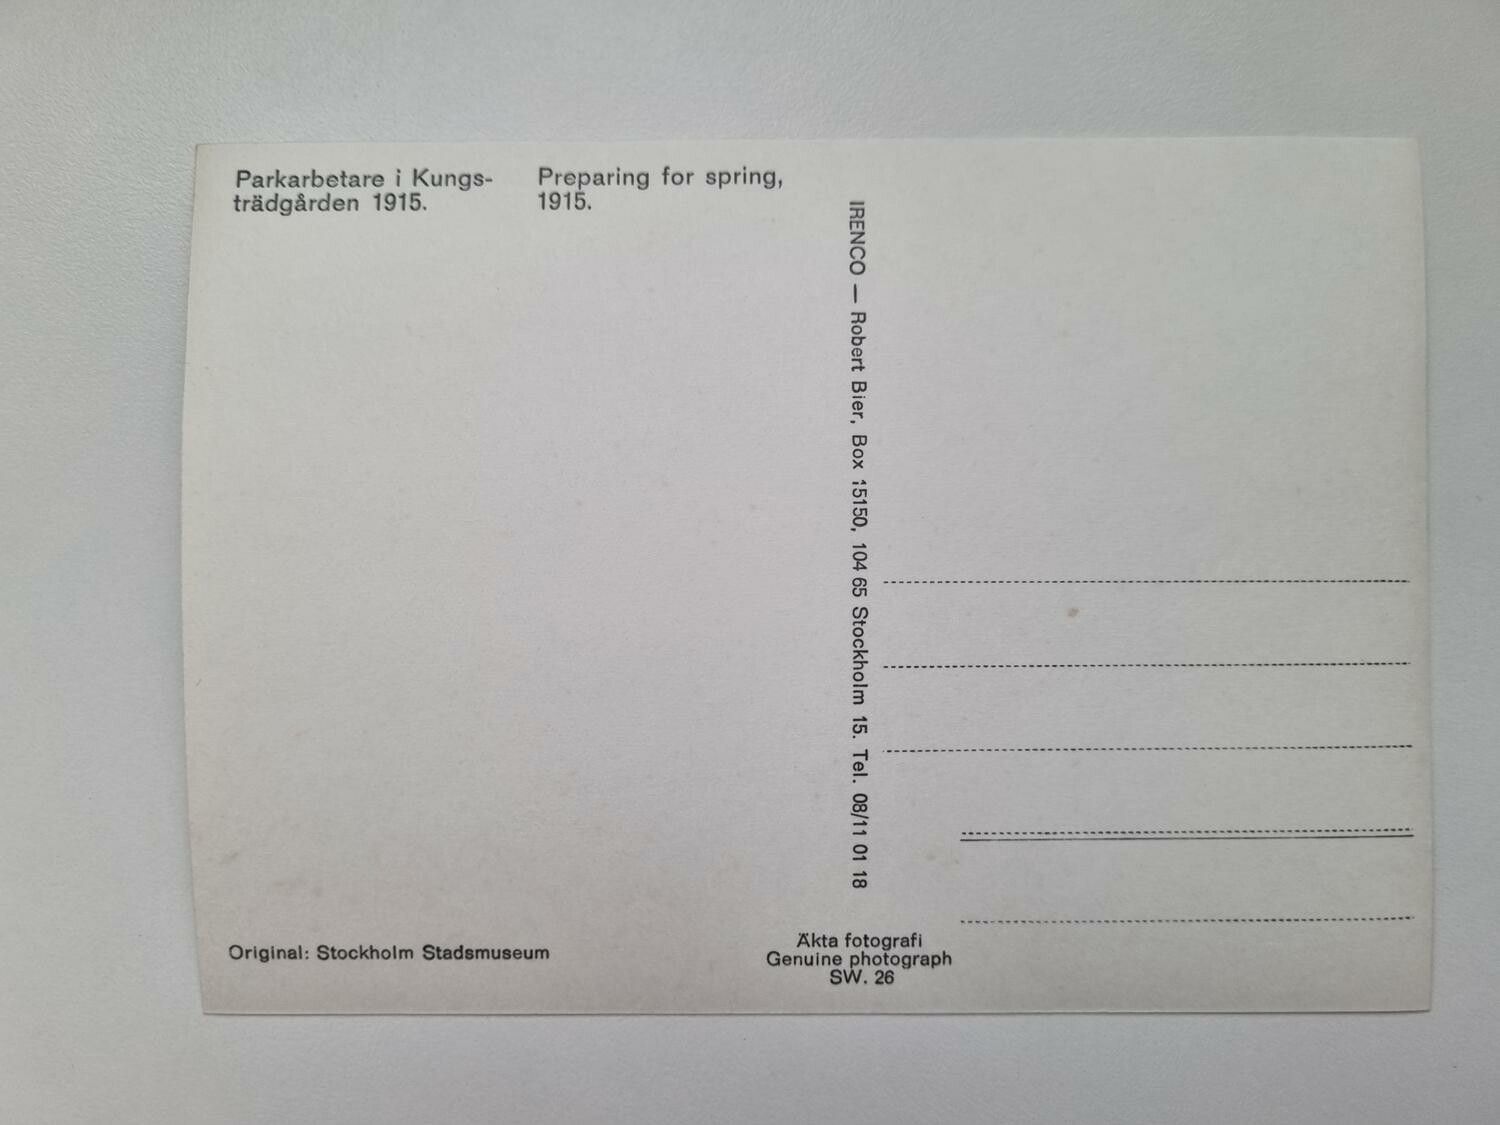 Parkarbetare i Kungs-
trädgården 1915.
Preparing for spring,
1915.
IRENCO — Robert Bier, Box 15150, 104 65 Stockholm 15. Tel. 08/11 01 18
Original: Stockholm Stadsmuseum
Äkta fotografi
Genuine photograph
SW. 26